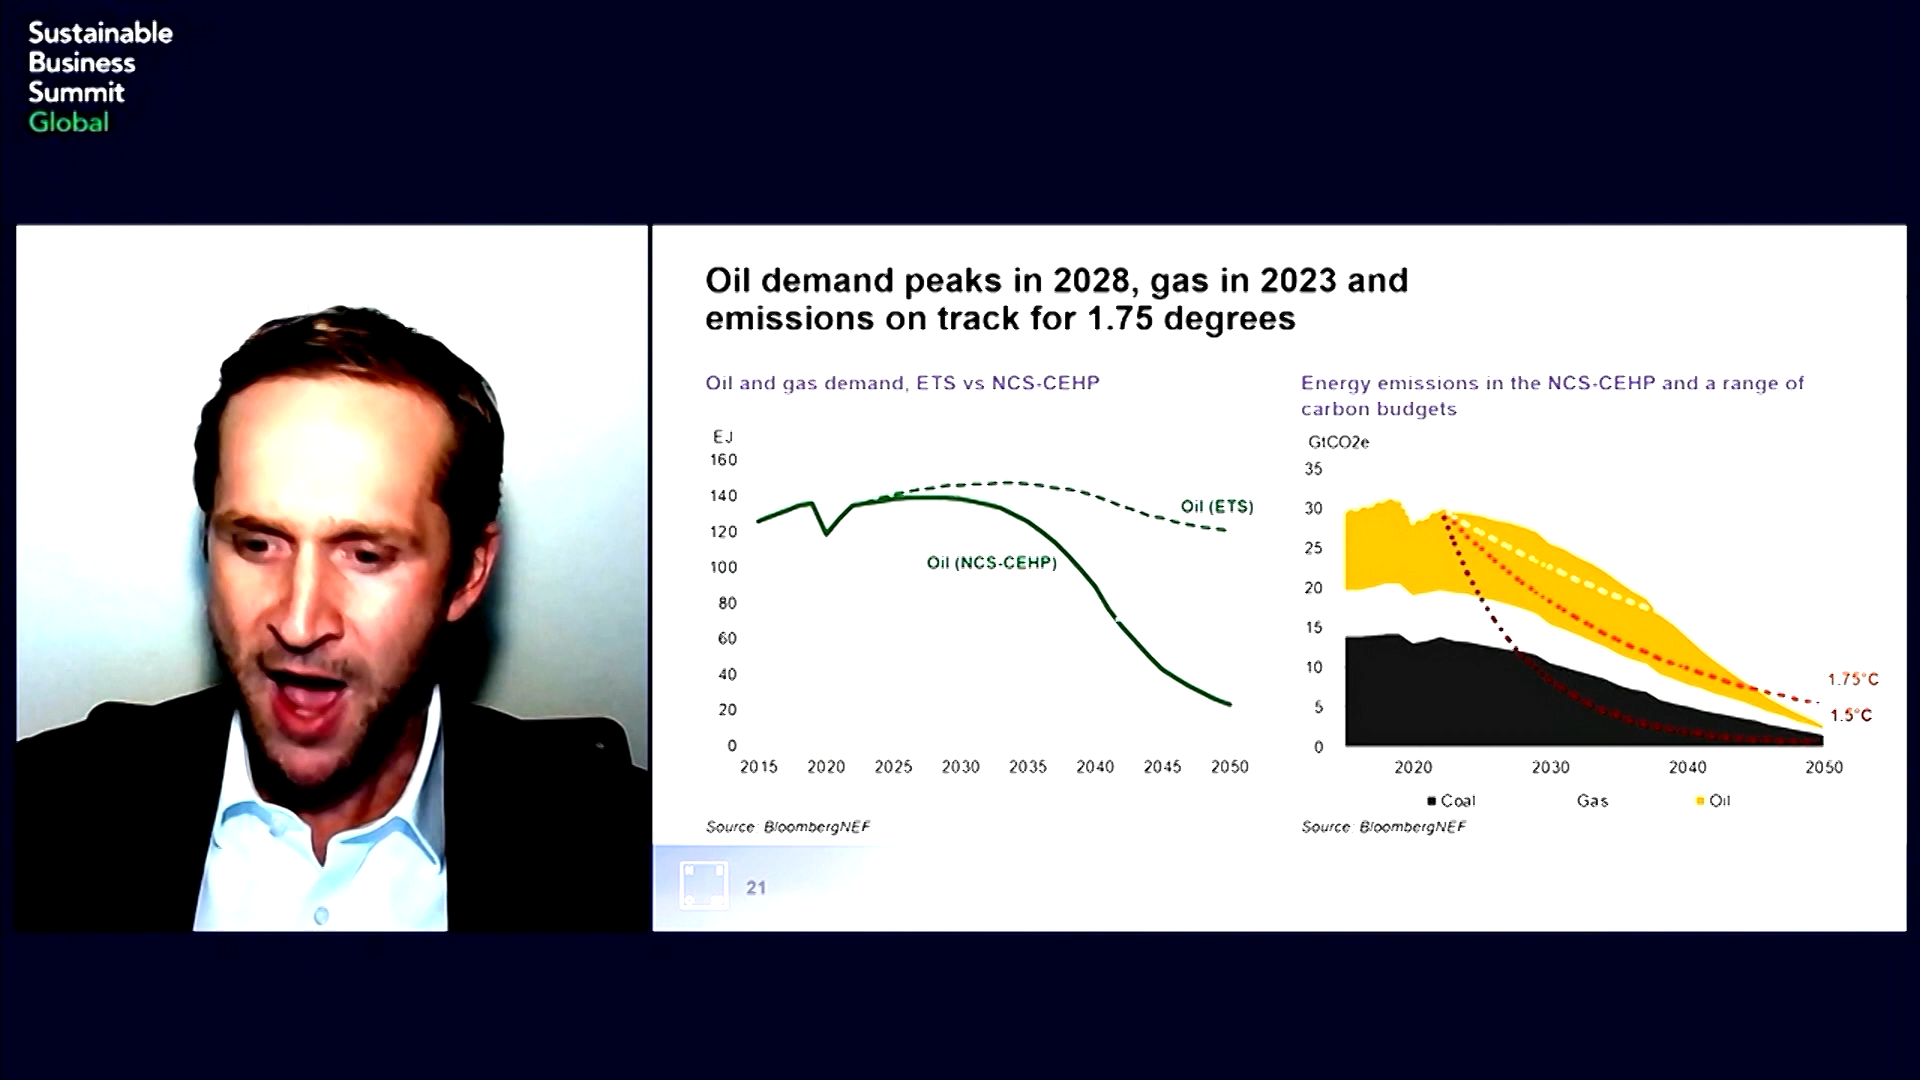 Sustainable
Business
Summit
Global
Oil demand peaks in 2028, gas in 2023 and
emissions on track for 1.75 degrees
Oil and gas demand, ETS vs NCS-CEHP
EJ
160
140
120
100
80
60
40
20
0
2015 2020 2025 2030 2035 2040 2045 2050
Oil (ETS)
Oil (NCS-CEHP)
Source: BloombergNEF
Energy emissions in the NCS-CEHP and a range of
carbon budgets
GtCO2e
35
30
25
20
15
10
5
0
2020 2030 2040 2050
1.75°C
1.5°C
Coal Gas Oil
Source: BloombergNEF
21